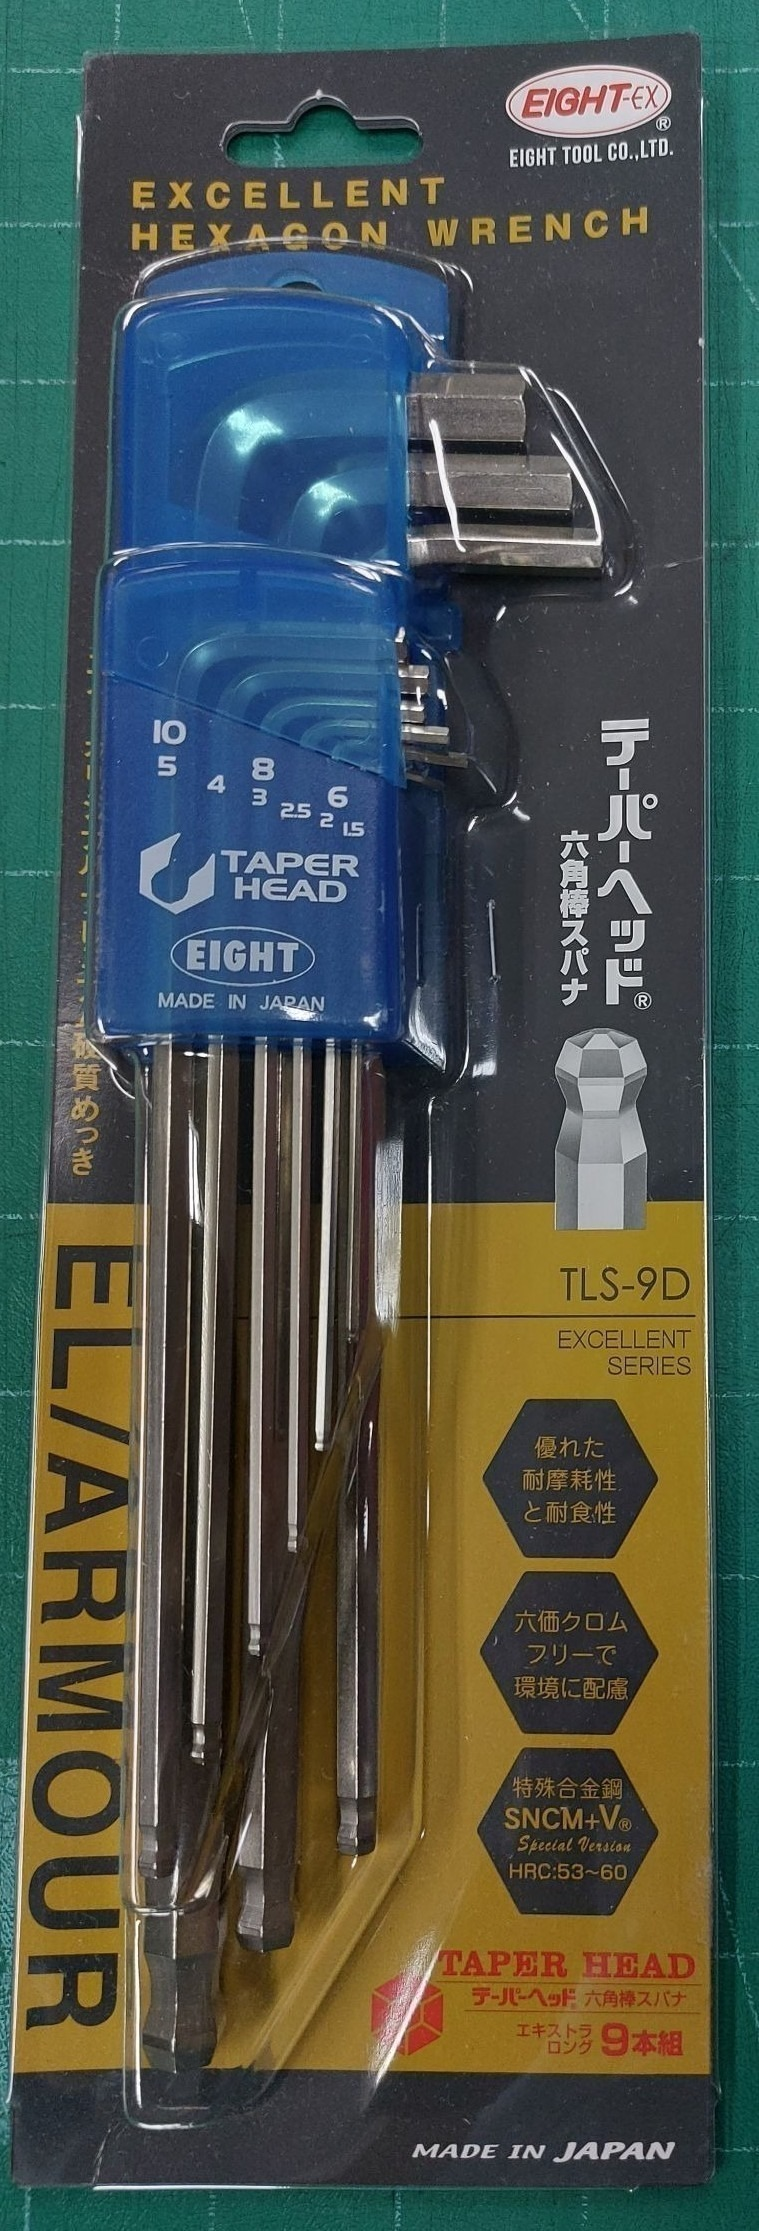 EIGHT-EX®
EIGHT TOOL CO.,LTD.
EXCELLENT
HEXAGON WRENCH
10
5
4
8
3
2.5
6
2
1.5
TAPER
HEAD
EIGHT
MADE IN JAPAN
テーパーヘッド®
六角棒スパナ
硬質めっき
EL/ARMOUR
TLS-9D
EXCELLENT
SERIES
優れた
耐摩耗性
と耐食性
六価クロム
フリーで
環境に配慮
特殊合金鋼
SNCM+V®
Special Version
HRC:53~60
TAPER HEAD
テーパーヘッド 六角棒スパナ
エキストラ
ロング 9本組
MADE IN JAPAN